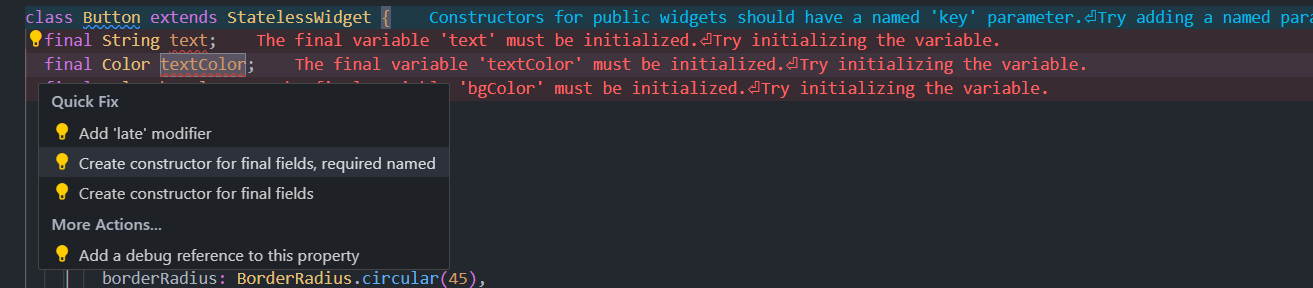 class Button extends StatelessWidget {    Constructors for public widgets should have a named 'key' parameter.⏎Try adding a named para
final String text;    The final variable 'text' must be initialized.⏎Try initializing the variable.
final Color textColor;    The final variable 'textColor' must be initialized.⏎Try initializing the variable.
'bgColor' must be initialized.⏎Try initializing the variable.
Quick Fix
Add 'late' modifier
Create constructor for final fields, required named
Create constructor for final fields
More Actions...
Add a debug reference to this property
borderRadius: BorderRadius.circular(45),